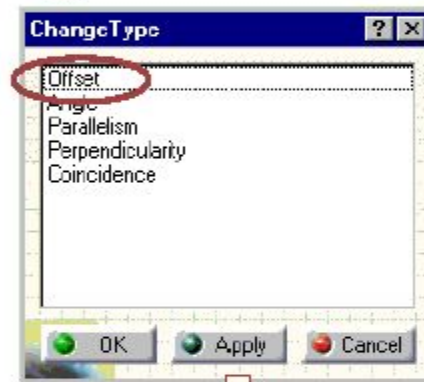 ChangeType
Offset
Angle
Parallelism
Perpendicularity
Coincidence
OK Apply Cancel